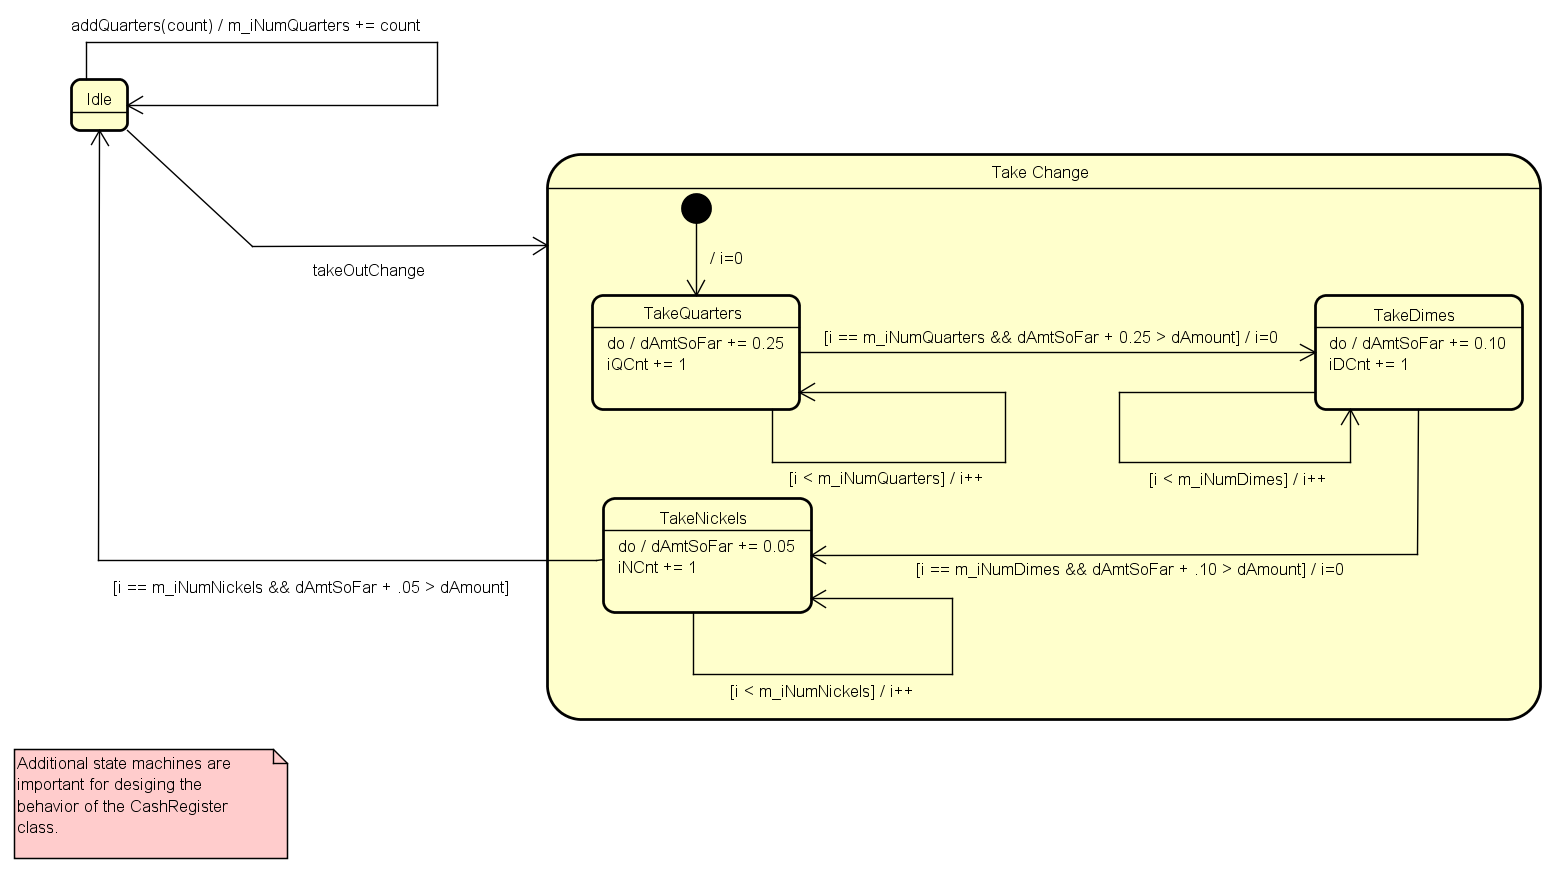 addQuarters(count) / m_iNumQuarters += count
Idle
Take Change
/ i=0
takeOutChange
TakeQuarters
do / dAmtSoFar += 0.25
iQCnt += 1
[i == m_iNumQuarters && dAmtSoFar + 0.25 > dAmount] / i=0
TakeDimes
do / dAmtSoFar += 0.10
iDCnt += 1
[i < m_iNumQuarters] / i++
[i < m_iNumDimes] / i++
TakeNickels
do / dAmtSoFar += 0.05
iNCnt += 1
[i == m_iNumDimes && dAmtSoFar + .10 > dAmount] / i=0
[i == m_iNumNickels && dAmtSoFar + .05 > dAmount]
[i < m_iNumNickels] / i++
Additional state machines are
important for desiging the
behavior of the CashRegister
class.